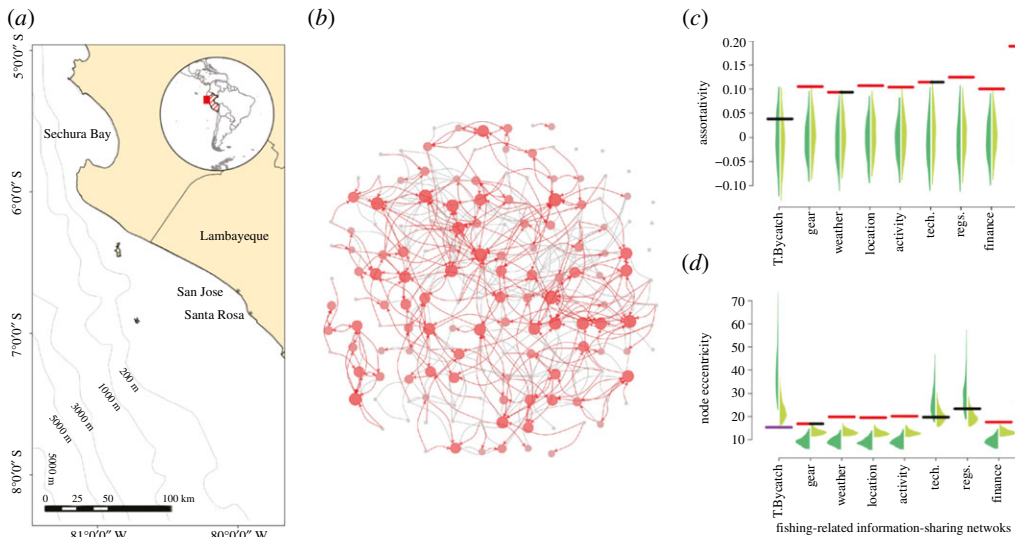 (a)
5°0′0″ S
6°0′0″ S
7°0′0″ S
8°0′0″ S
Sechura Bay
Lambayeque
San Jose
Santa Rosa
200 m
1000 m
3000 m
5000 m
5000 m
0 25 50 100 km
81°0′0″ W 80°0′0″ W
(b)
(c)
assortativity
0.20
0.15
0.10
0.05
0
−0.05
−0.10
T.Bycatch
gear
weather
location
activity
tech.
regs.
finance
(d)
node eccentricity
70
60
50
40
30
20
10
T.Bycatch
gear
weather
location
activity
tech.
regs.
finance
fishing-related information-sharing netwoks